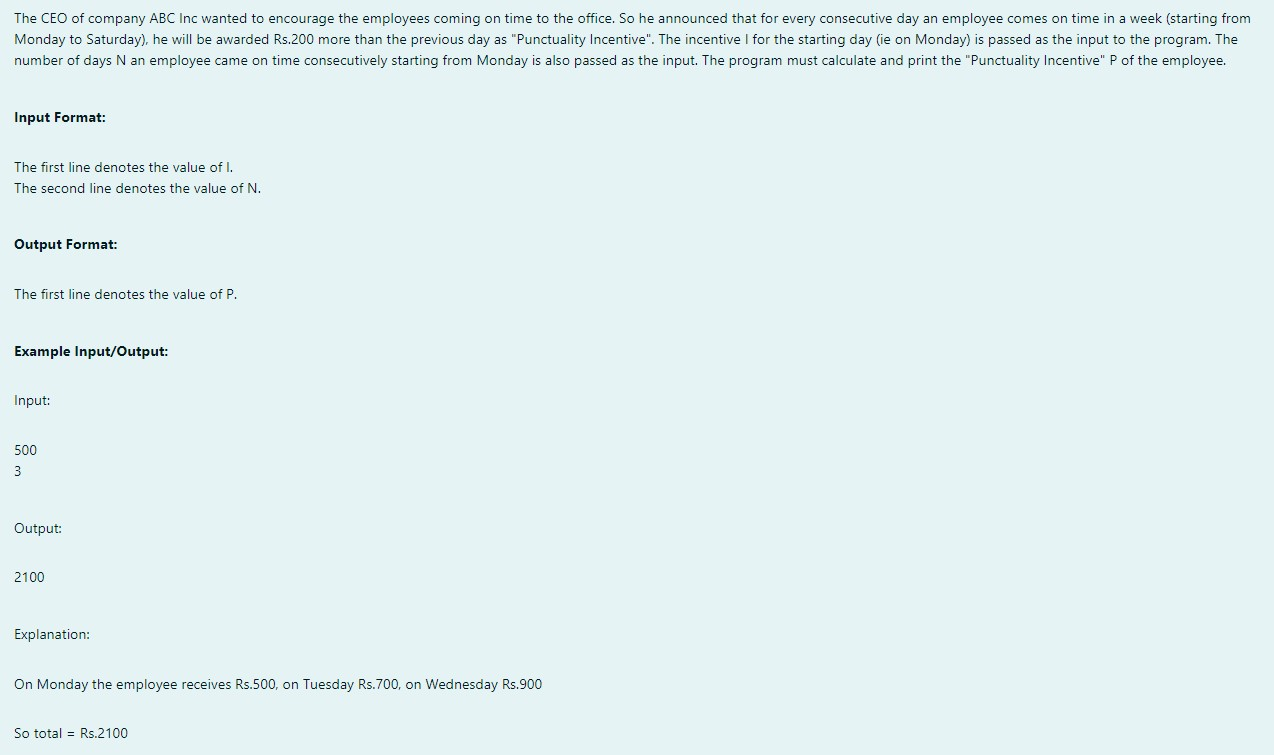 The CEO of company ABC Inc wanted to encourage the employees coming on time to the office. So he announced that for every consecutive day an employee comes on time in a week (starting from
Monday to Saturday), he will be awarded Rs.200 more than the previous day as "Punctuality Incentive". The incentive I for the starting day (ie on Monday) is passed as the input to the program. The
number of days N an employee came on time consecutively starting from Monday is also passed as the input. The program must calculate and print the "Punctuality Incentive" P of the employee.
Input Format:
The first line denotes the value of I.
The second line denotes the value of N.
Output Format:
The first line denotes the value of P.
Example Input/Output:
Input:
500
3
Output:
2100
Explanation:
On Monday the employee receives Rs.500, on Tuesday Rs.700, on Wednesday Rs.900
So total = Rs.2100